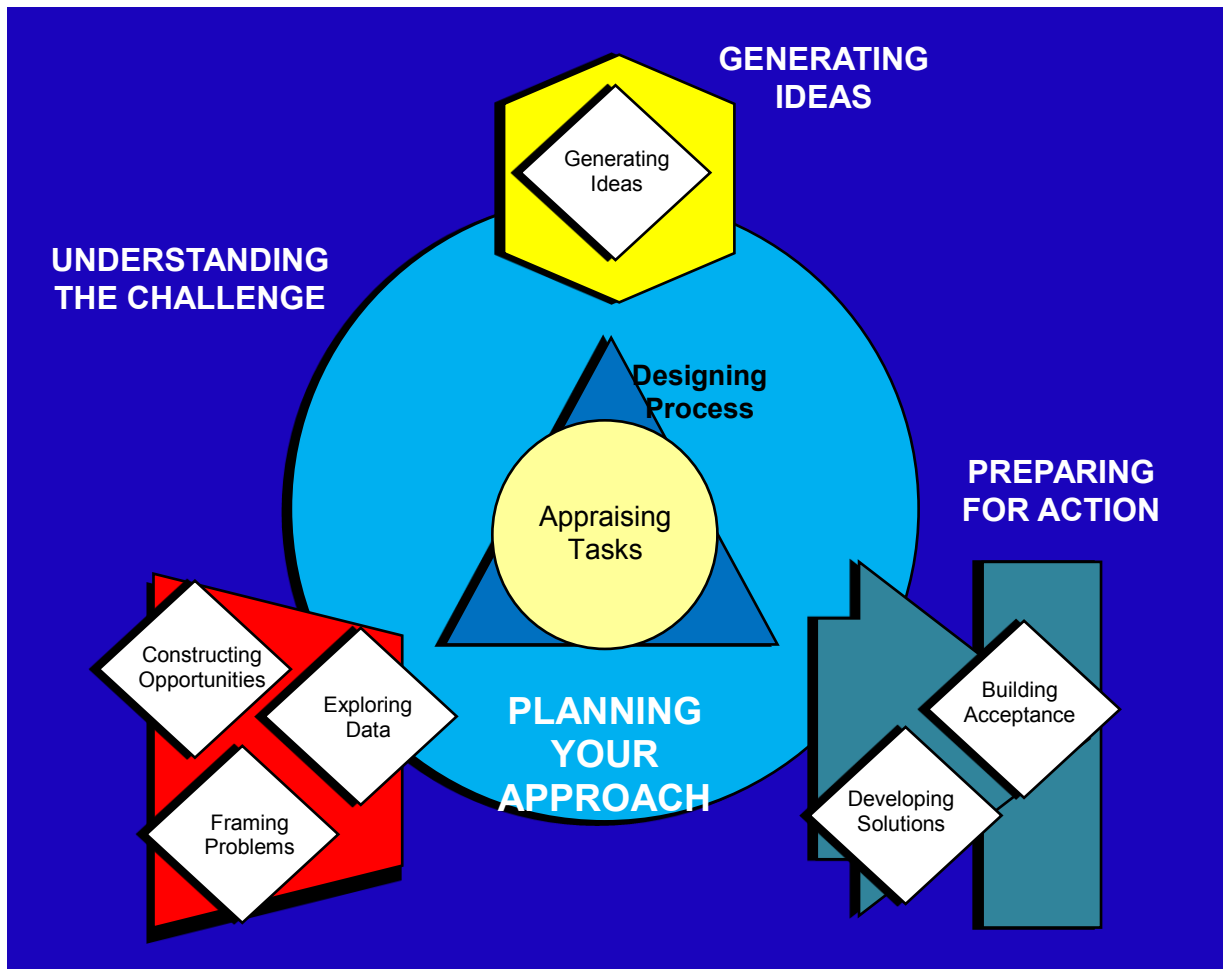 GENERATING
IDEAS
Generating
Ideas
UNDERSTANDING
THE CHALLENGE
Designing
Process
PREPARING
FOR ACTION
Appraising
Tasks
Constructing
Opportunities
Exploring
Data
Framing
Problems
PLANNING
YOUR
APPROACH
Building
Acceptance
Developing
Solutions